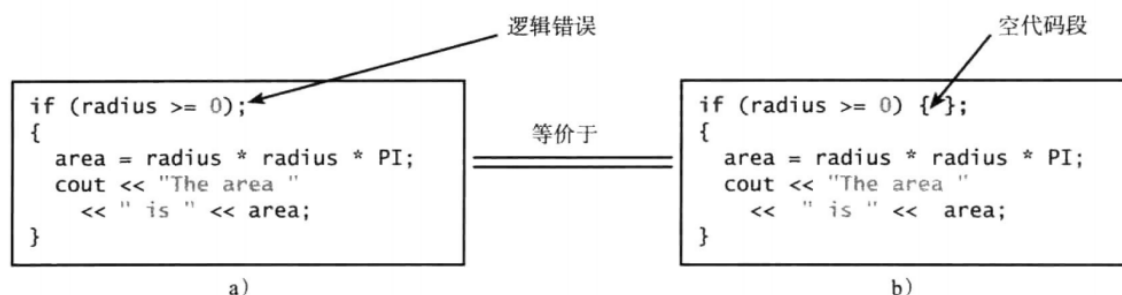 逻辑错误
空代码段
if (radius >= 0);
{
area = radius * radius * PI;
cout << "The area "
<< " is " << area;
}
等价于
if (radius >= 0) { };
{
area = radius * radius * PI;
cout << "The area "
<< " is " << area;
}
a)
b)